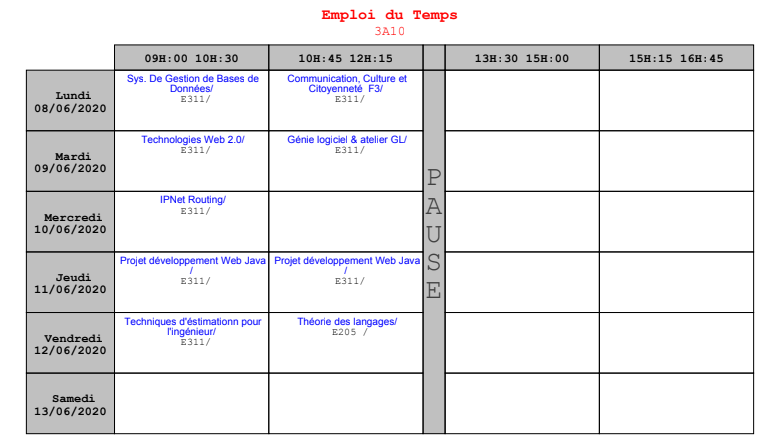 Emploi du Temps
3A10
09H:00 10H:30
10H:45 12H:15
13H:30 15H:00
15H:15 16H:45
Lundi
08/06/2020
Sys. De Gestion de Bases de
Données/
E311/
Communication, Culture et
Citoyenneté F3/
E311/
Mardi
09/06/2020
Technologies Web 2.0/
E311/
Génie logiciel & atelier GL/
E311/
P
A
U
S
E
Mercredi
10/06/2020
IPNet Routing/
E311/
Jeudi
11/06/2020
Projet développement Web Java
/
E311/
Projet développement Web Java
/
E311/
Vendredi
12/06/2020
Techniques d'éstimationn pour
l'ingénieur/
E311/
Théorie des langages/
E205 /
Samedi
13/06/2020